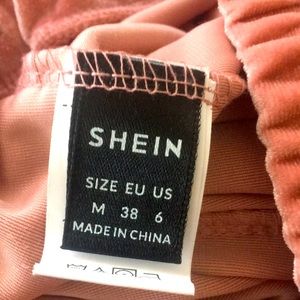 SHEIN
SIZE EU US
M 38 6
MADE IN CHINA